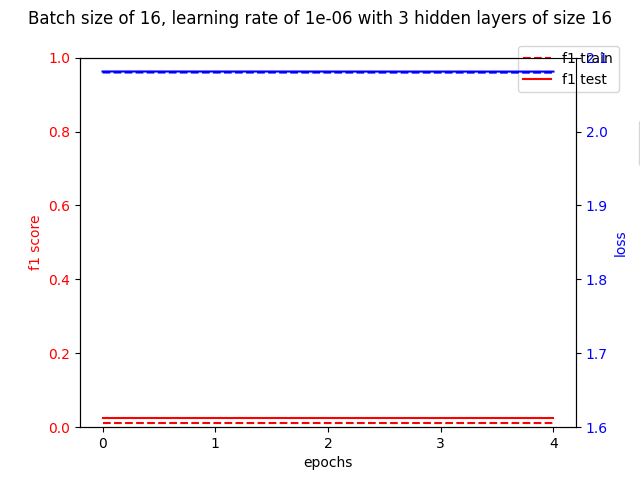 Batch size of 16, learning rate of 1e-06 with 3 hidden layers of size 16
f1 train
f1 test
1.0
0.8
0.6
0.4
0.2
0.0
f1 score
2.1
2.0
1.9
1.8
1.7
1.6
loss
0
1
2
3
4
epochs